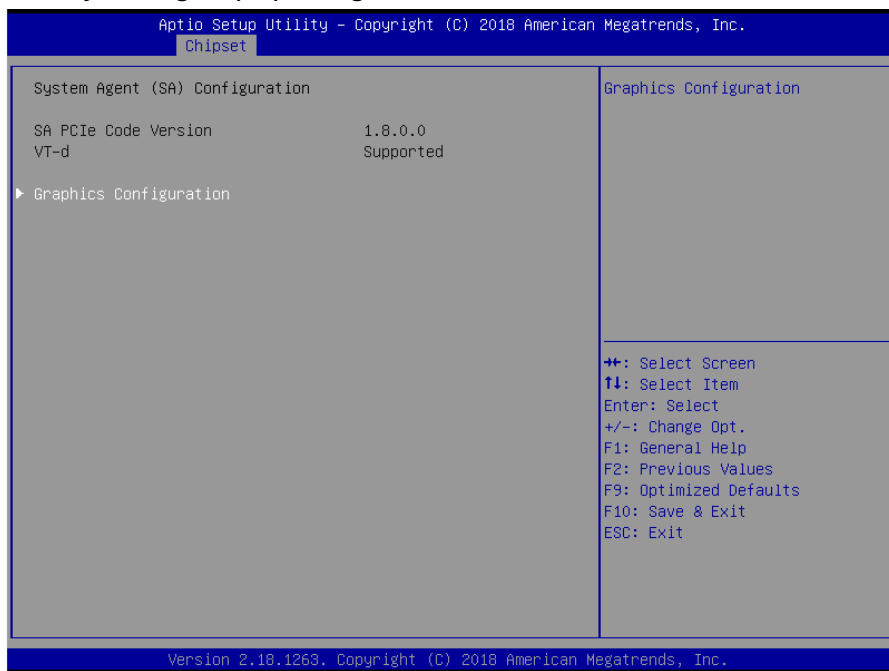 Aptio Setup Utility – Copyright (C) 2018 American Megatrends, Inc.
Chipset
System Agent (SA) Configuration
SA PCIe Code Version 1.8.0.0
VT-d Supported
▶ Graphics Configuration
Graphics Configuration
→←: Select Screen
↑↓: Select Item
Enter: Select
+/-: Change Opt.
F1: General Help
F2: Previous Values
F9: Optimized Defaults
F10: Save & Exit
ESC: Exit
Version 2.18.1263. Copyright (C) 2018 American Megatrends, Inc.